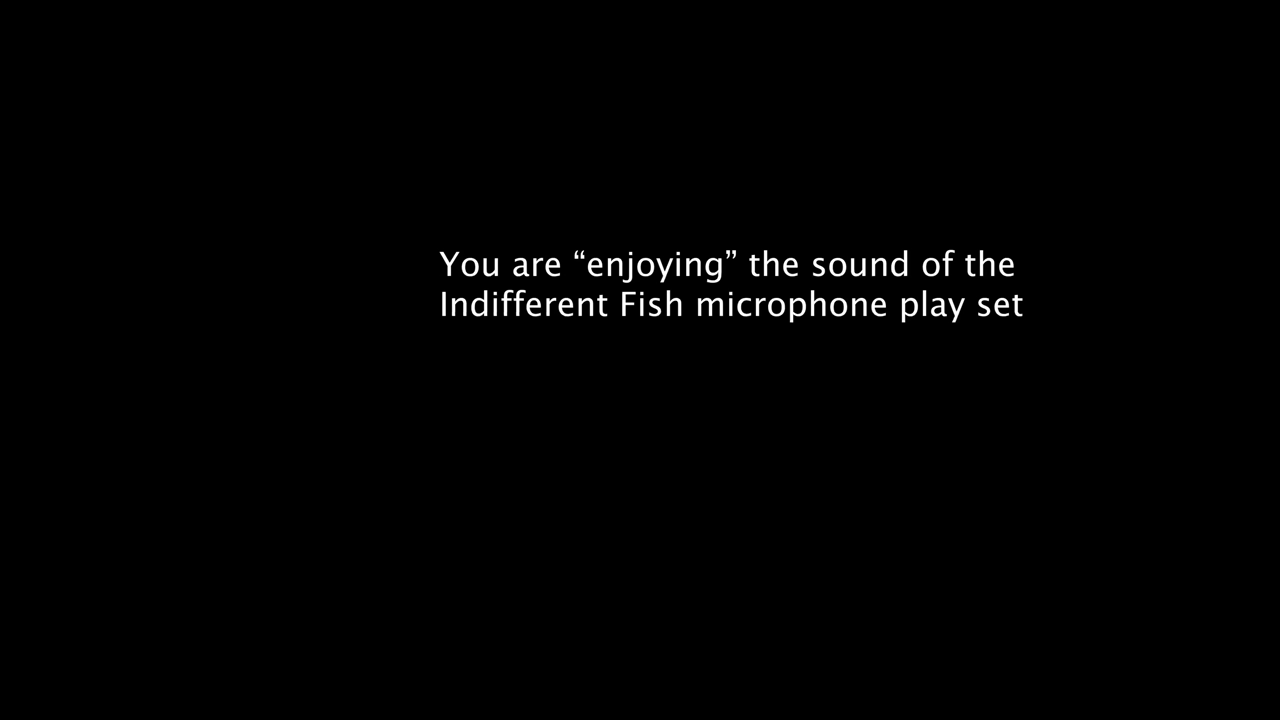 You are “enjoying” the sound of the
Indifferent Fish microphone play set